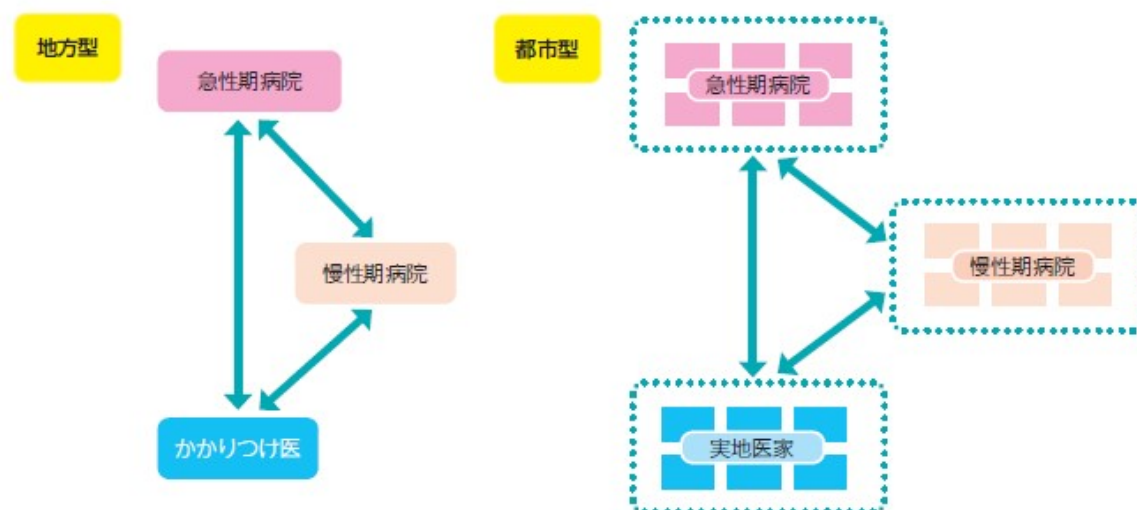 地方型
急性期病院
慢性期病院
かかりつけ医
都市型
急性期病院
慢性期病院
実地医家